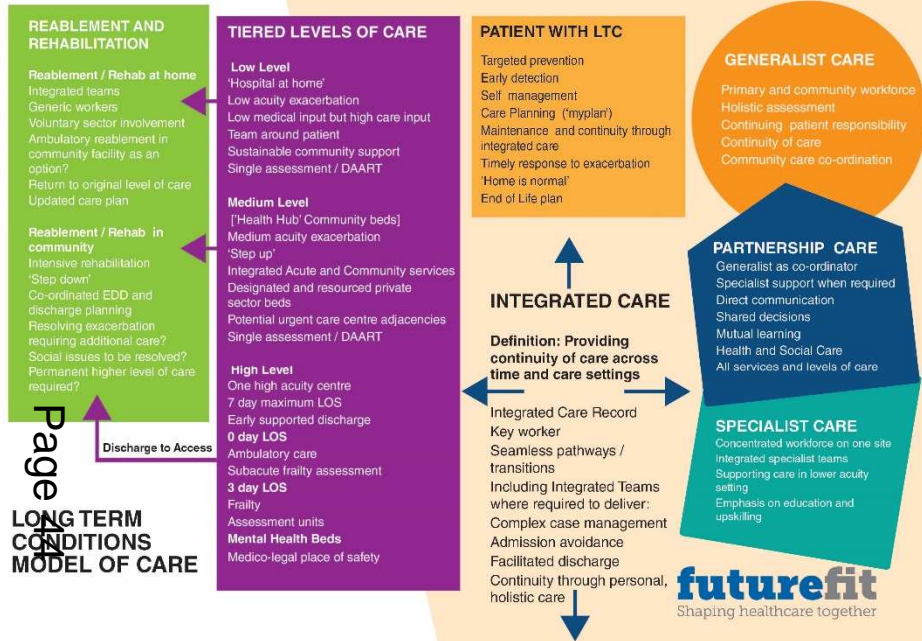 REABLEMENT AND
REHABILITATION
Reablement / Rehab at home
Integrated teams
Generic workers
Voluntary sector involvement
Ambulatory reablement in
community facility as an
option?
Return to original level of care
Updated care plan
Reablement / Rehab in
community
Intensive rehabilitation
'Step down'
Co-ordinated EDD and
discharge planning
Resolving exacerbation
requiring additional care?
Social issues to be resolved?
Permanent higher level of care
required?
Discharge to Access
Page 44
LONG TERM
CONDITIONS
MODEL OF CARE
TIERED LEVELS OF CARE
Low Level
'Hospital at home'
Low acuity exacerbation
Low medical input but high care input
Team around patient
Sustainable community support
Single assessment / DAART
Medium Level
['Health Hub' Community beds]
Medium acuity exacerbation
'Step up'
Integrated Acute and Community services
Designated and resourced private
sector beds
Potential urgent care centre adjacencies
Single assessment / DAART
High Level
One high acuity centre
7 day maximum LOS
Early supported discharge
0 day LOS
Ambulatory care
Subacute frailty assessment
3 day LOS
Frailty
Assessment units
Mental Health Beds
Medico-legal place of safety
PATIENT WITH LTC
Targeted prevention
Early detection
Self management
Care Planning ('myplan')
Maintenance and continuity through
integrated care
Timely response to exacerbation
'Home is normal'
End of Life plan
INTEGRATED CARE
Definition: Providing
continuity of care across
time and care settings
Integrated Care Record
Key worker
Seamless pathways /
transitions
Including Integrated Teams
where required to deliver:
Complex case management
Admission avoidance
Facilitated discharge
Continuity through personal,
holistic care
GENERALIST CARE
Primary and community workforce
Holistic assessment
Continuing patient responsibility
Continuity of care
Community care co-ordination
PARTNERSHIP CARE
Generalist as co-ordinator
Specialist support when required
Direct communication
Shared decisions
Mutual learning
Health and Social Care
All services and levels of care
SPECIALIST CARE
Concentrated workforce on one site
Integrated specialist teams
Supporting care in lower acuity
setting
Emphasis on education and
upskilling
futurefit
Shaping healthcare together